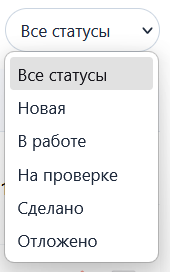 Все статусы
Все статусы
Новая
В работе
На проверке
Сделано
Отложено